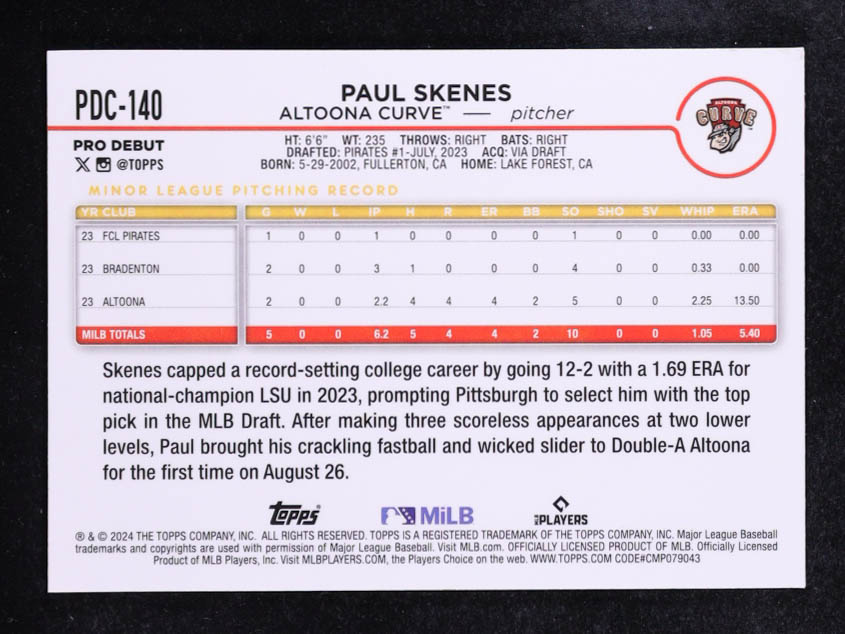 PDC-140
PAUL SKENES
ALTOONA CURVE™ — pitcher
ALTOONA
CURVE
PRO DEBUT
@TOPPS
HT: 6'6" WT: 235 THROWS: RIGHT BATS: RIGHT
DRAFTED: PIRATES #1-JULY, 2023 ACQ: VIA DRAFT
BORN: 5-29-2002, FULLERTON, CA HOME: LAKE FOREST, CA
MINOR LEAGUE PITCHING RECORD
YR CLUB G W L IP H R ER BB SO SHO SV WHIP ERA
23 FCL PIRATES 1 0 0 1 0 0 0 0 1 0 0 0.00 0.00
23 BRADENTON 2 0 0 3 1 0 0 0 4 0 0 0.33 0.00
23 ALTOONA 2 0 0 2.2 4 4 4 2 5 0 0 2.25 13.50
MILB TOTALS 5 0 0 6.2 5 4 4 2 10 0 0 1.05 5.40
Skenes capped a record-setting college career by going 12-2 with a 1.69 ERA for
national-champion LSU in 2023, prompting Pittsburgh to select him with the top
pick in the MLB Draft. After making three scoreless appearances at two lower
levels, Paul brought his crackling fastball and wicked slider to Double-A Altoona
for the first time on August 26.
Topps MiLB MLB PLAYERS
® & © 2024 THE TOPPS COMPANY, INC. ALL RIGHTS RESERVED. TOPPS IS A REGISTERED TRADEMARK OF THE TOPPS COMPANY, INC. Major League Baseball
trademarks and copyrights are used with permission of Major League Baseball. Visit MLB.com. OFFICIALLY LICENSED PRODUCT OF MLB. Officially Licensed
Product of MLB Players, Inc. Visit MLBPLAYERS.COM, the Players Choice on the web. WWW.TOPPS.COM CODE#CMP079043